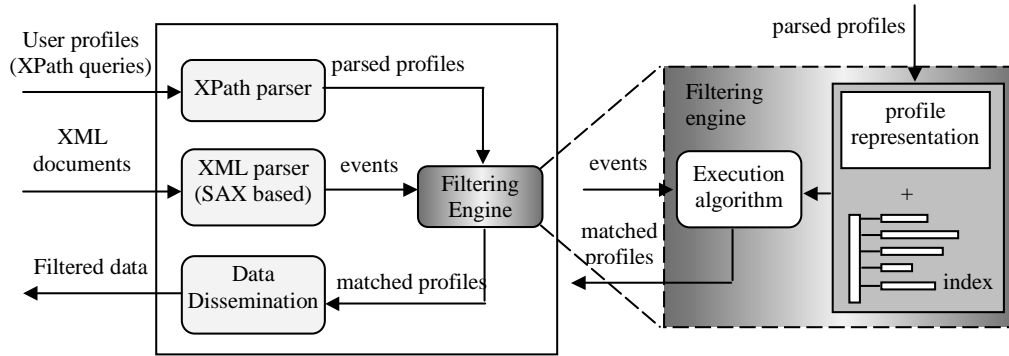 User profiles
(XPath queries)
XPath parser
parsed profiles
XML
documents
XML parser
(SAX based)
events
Filtering
Engine
Filtered data
Data
Dissemination
matched profiles
parsed profiles
Filtering
engine
profile
representation
+
events
Execution
algorithm
matched
profiles
index